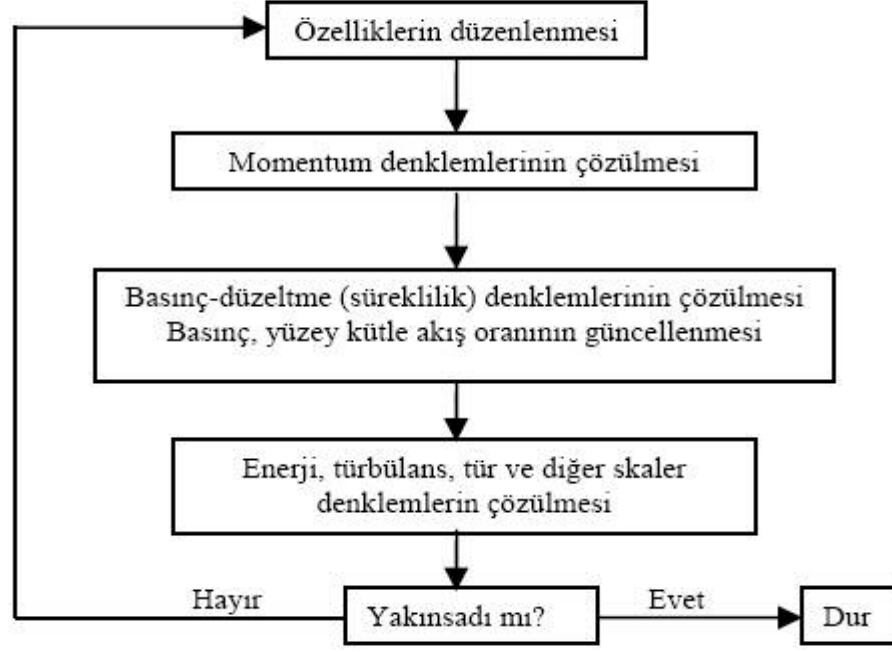 Özelliklerin düzenlenmesi
Momentum denklemlerinin çözülmesi
Basınç-düzeltme (süreklilik) denklemlerinin çözülmesi
Basınç, yüzey kütle akış oranının güncellenmesi
Enerji, türbülans, tür ve diğer skaler
denklemlerin çözülmesi
Hayır
Yakınsadı mı?
Evet
Dur